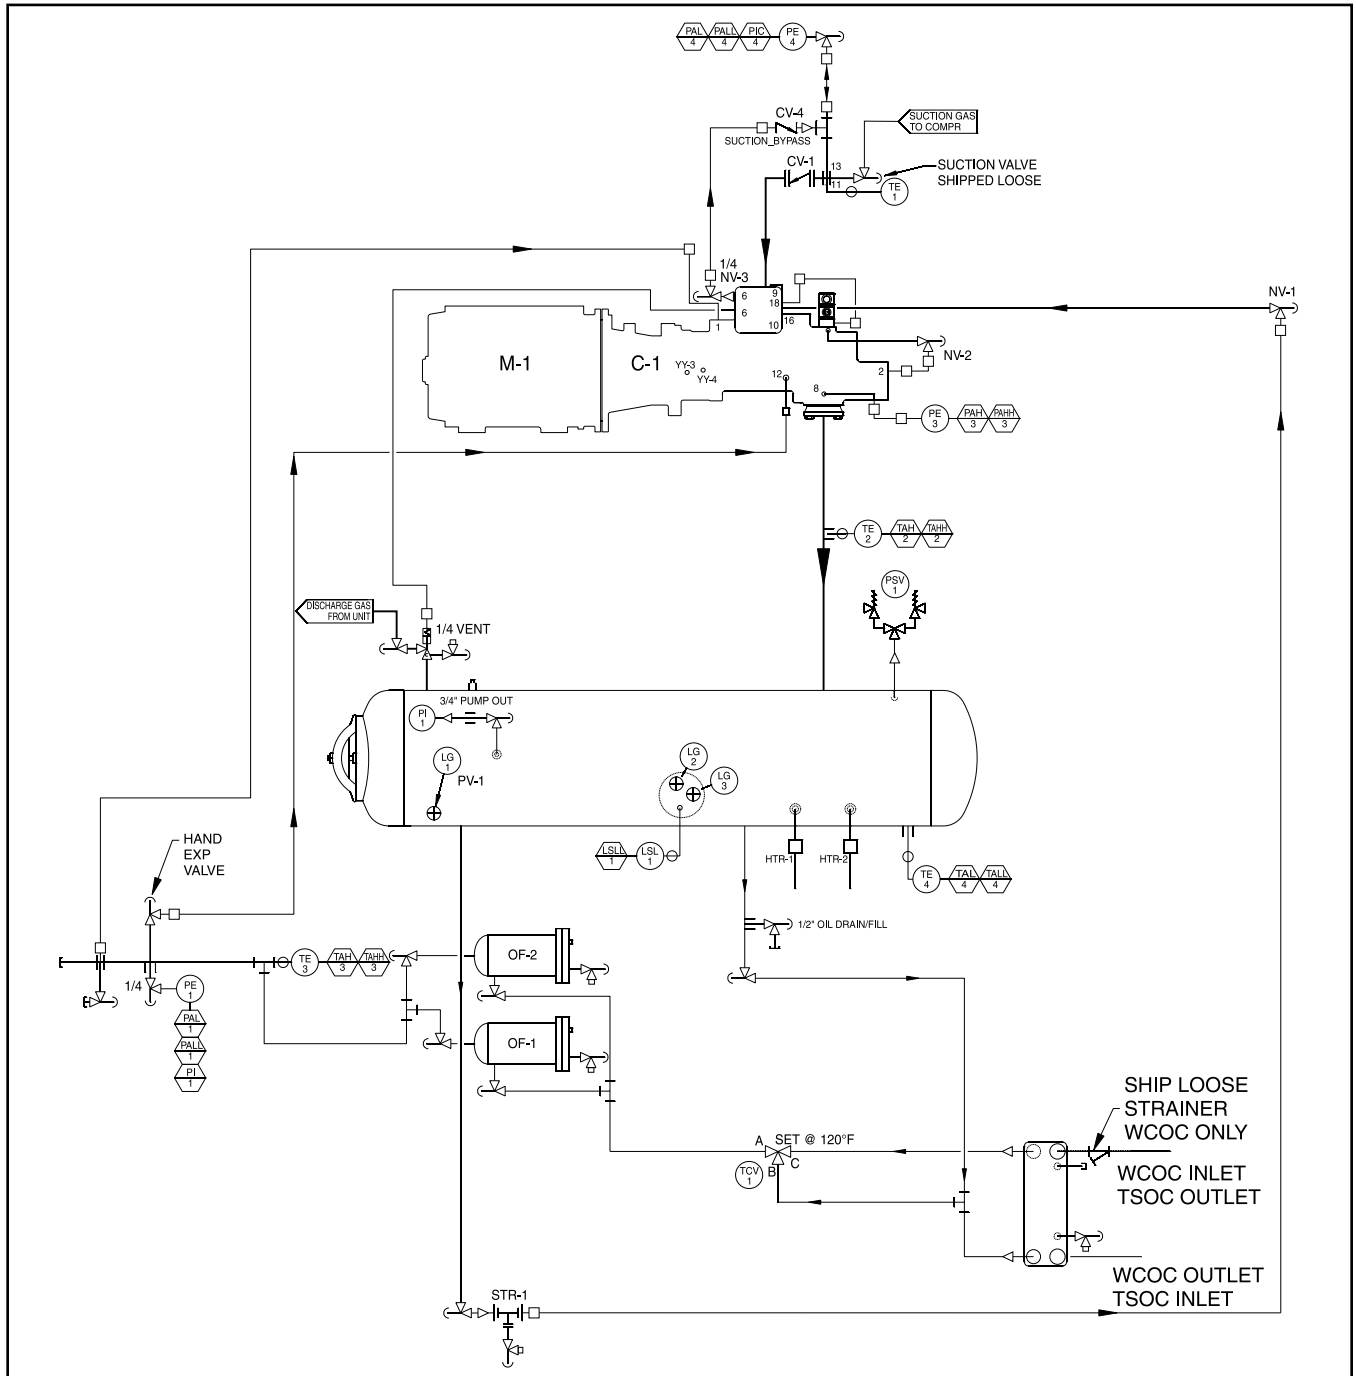 PAL 4
PALL 4
PIC 4
PE 4
CV-4
SUCTION_BYPASS
SUCTION GAS
TO COMPR
CV-1
13
11
SUCTION VALVE
SHIPPED LOOSE
TE 1
1/4
NV-3
6
9
18
6
10
16
1
NV-1
NV-2
M-1
C-1
YY-3
YY-4
12
8
2
PE 3
PAH 3
PAHH 3
TE 2
TAH 2
TAHH 2
PSV 1
DISCHARGE GAS
FROM UNIT
1/4 VENT
3/4" PUMP OUT
PI 1
LG 1
PV-1
LG 2
LG 3
HAND
EXP
VALVE
LSLL 1
LSL 1
HTR-1
HTR-2
TE 4
TAL 4
TALL 4
1/2" OIL DRAIN/FILL
OF-2
TE 3
TAH 3
TAHH 3
1/4
PE 1
PAL 1
PALL 1
PI 1
OF-1
SHIP LOOSE
STRAINER
WCOC ONLY
A
SET @ 120°F
TCV 1
B
C
WCOC INLET
TSOC OUTLET
WCOC OUTLET
TSOC INLET
STR-1